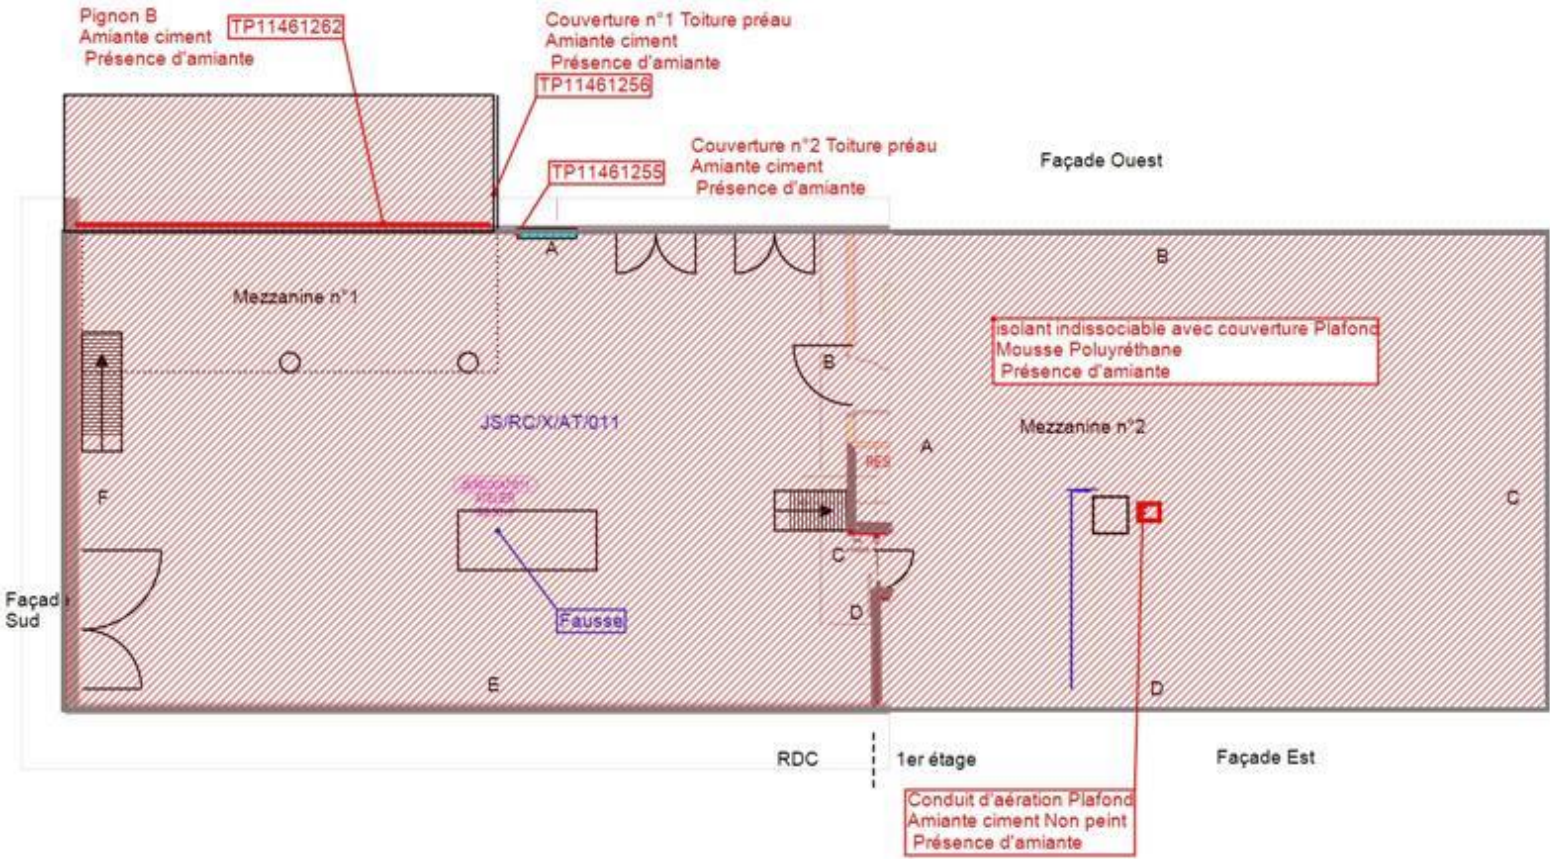 Pignon B
Amiante ciment
Présence d'amiante
TP11461262
Couverture n°1 Toiture préau
Amiante ciment
Présence d'amiante
TP11461256
Couverture n°2 Toiture préau
Amiante ciment
Présence d'amiante
TP11461255
Façade Ouest
A
B
Mezzanine n°1
isolant indissociable avec couverture Plafond
Mousse Poluyréthane
Présence d'amiante
B
JS/RC/X/AT/011
Mezzanine n°2
A
RES
ATELIER
F
C
C
Façade
Sud
Fausse
D
E
D
RDC
1er étage
Façade Est
Conduit d'aération Plafond
Amiante ciment Non peint
Présence d'amiante